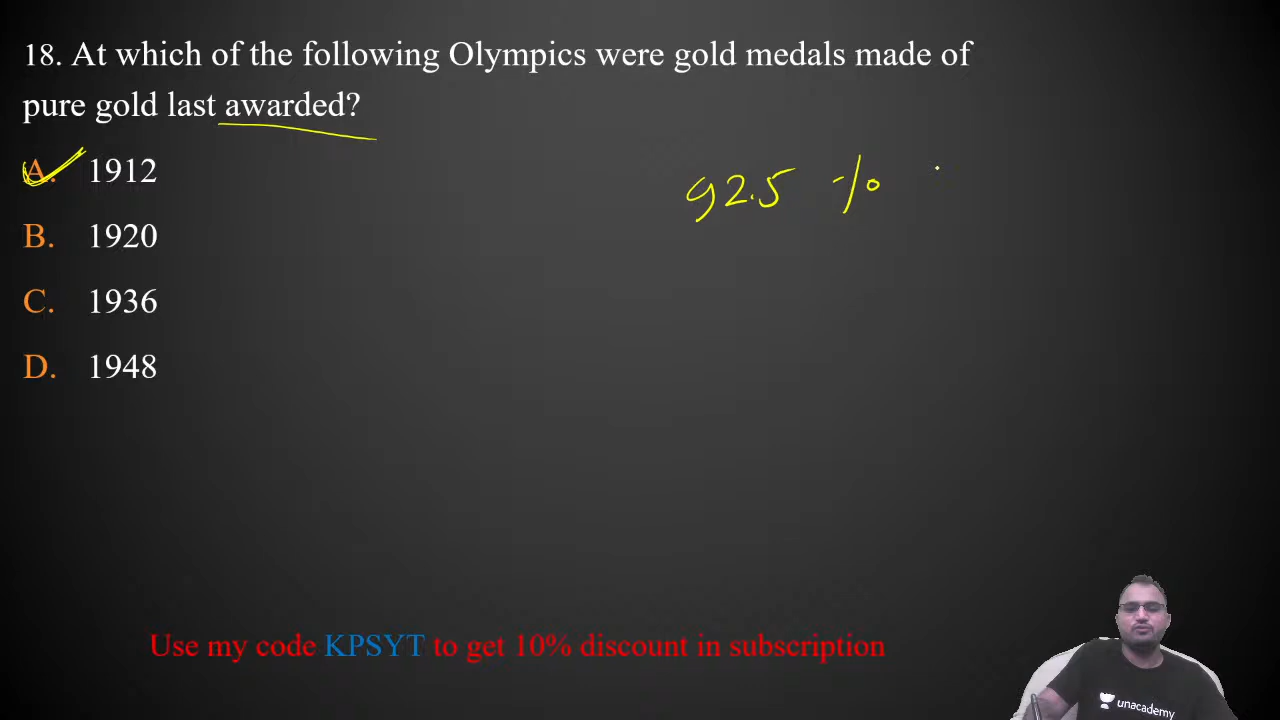 18. At which of the following Olympics were gold medals made of
pure gold last awarded?
A. 1912
92.5 %
B. 1920
C. 1936
D. 1948
Use my code KPSYT to get 10% discount in subscription
unacademy